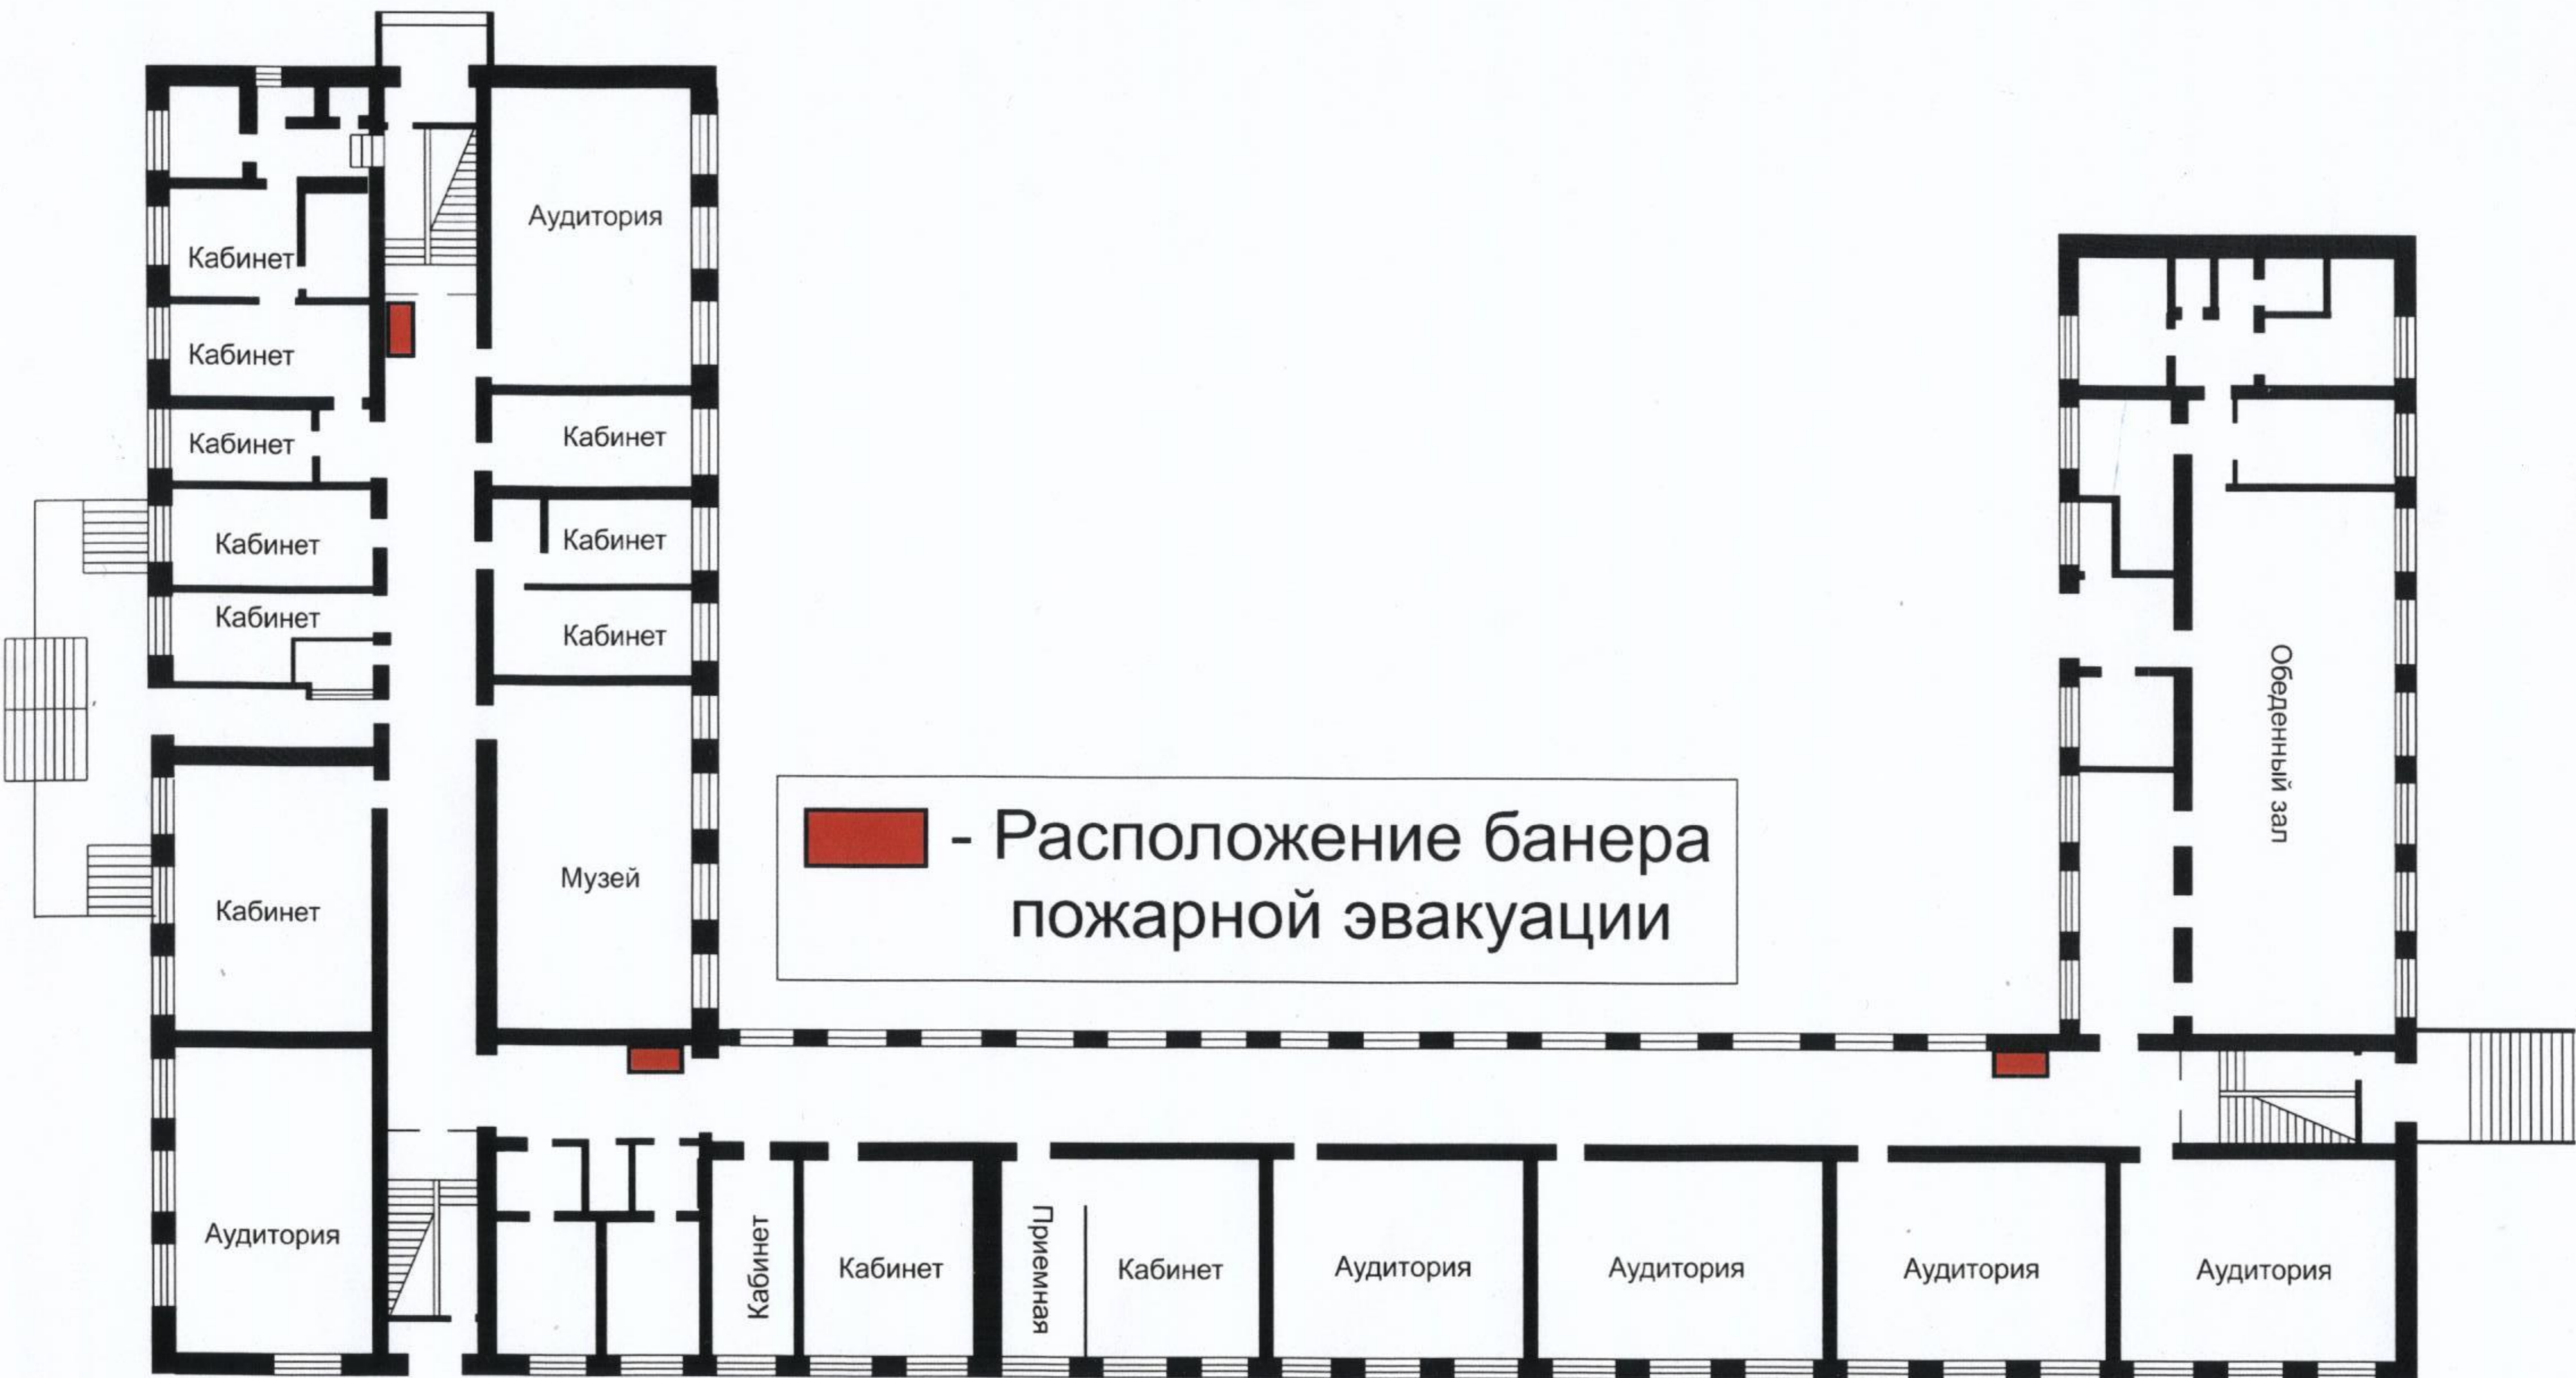 Аудитория
Кабинет
Кабинет
Кабинет
Кабинет
Кабинет
Кабинет
Кабинет
Кабинет
Обеденный зал
- Расположение банера
пожарной эвакуации
Музей
Кабинет
Аудитория
Кабинет
Кабинет
Приемная
Кабинет
Аудитория
Аудитория
Аудитория
Аудитория